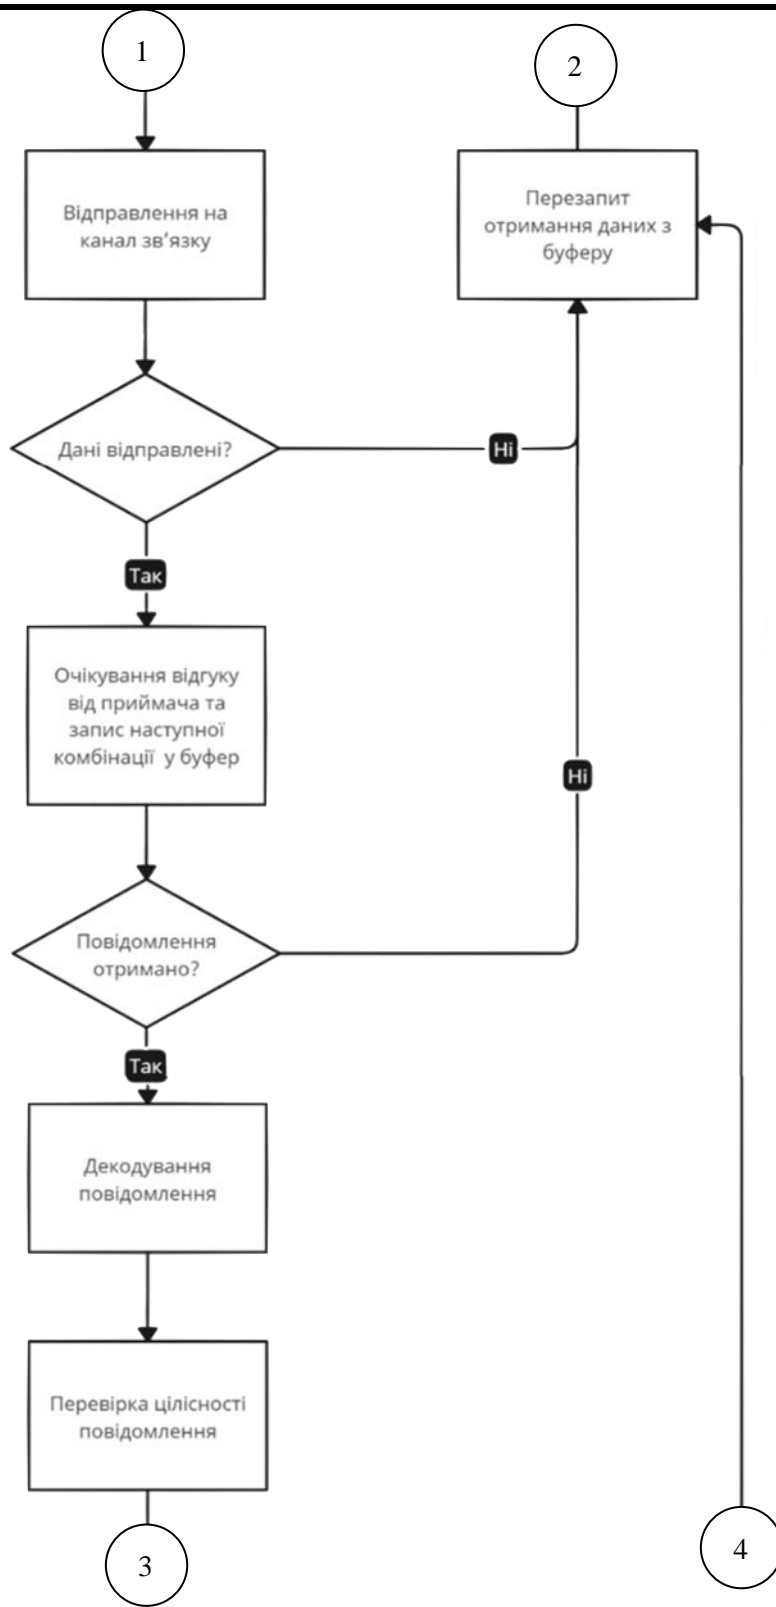 1
2
Відправлення на
канал зв’язку
Перезапит
отримання даних з
буферу
Дані відправлені?
Ні
Так
Очікування відгуку
від приймача та
запис наступної
комбінації у буфер
Ні
Повідомлення
отримано?
Так
Декодування
повідомлення
Перевірка цілісності
повідомлення
3
4